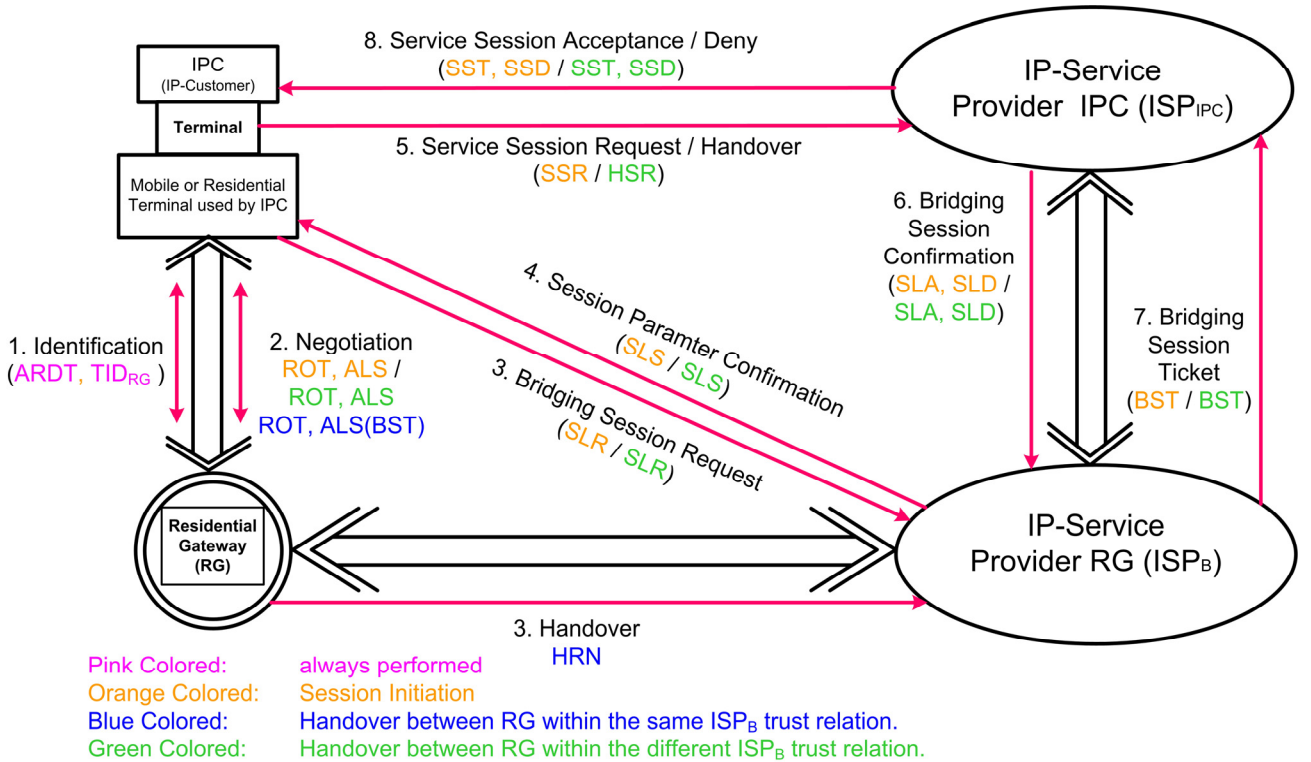 8. Service Session Acceptance / Deny
(SST, SSD / SST, SSD)
IPC
(IP-Customer)
Terminal
Mobile or Residential
Terminal used by IPC
5. Service Session Request / Handover
(SSR / HSR)
IP-Service
Provider IPC (ISPIPC)
6. Bridging
Session
Confirmation
(SLA, SLD /
SLA, SLD)
7. Bridging
Session
Ticket
(BST / BST)
4. Session Paramter Confirmation
(SLS / SLS)
3. Bridging Session Request
(SLR / SLR)
1. Identification
(ARDT, TIDRG )
2. Negotiation
ROT, ALS /
ROT, ALS
ROT, ALS(BST)
Residential
Gateway
(RG)
IP-Service
Provider RG (ISPB)
3. Handover
HRN
Pink Colored: always performed
Orange Colored: Session Initiation
Blue Colored: Handover between RG within the same ISPB trust relation.
Green Colored: Handover between RG within the different ISPB trust relation.